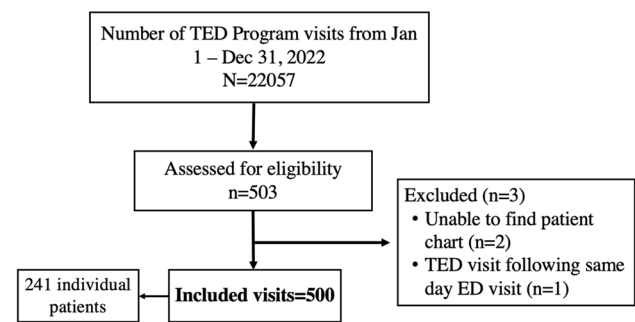 Number of TED Program visits from Jan
1 – Dec 31, 2022
N=22057
Assessed for eligibility
n=503
Excluded (n=3)
• Unable to find patient
chart (n=2)
• TED visit following same
day ED visit (n=1)
241 individual
patients
Included visits=500